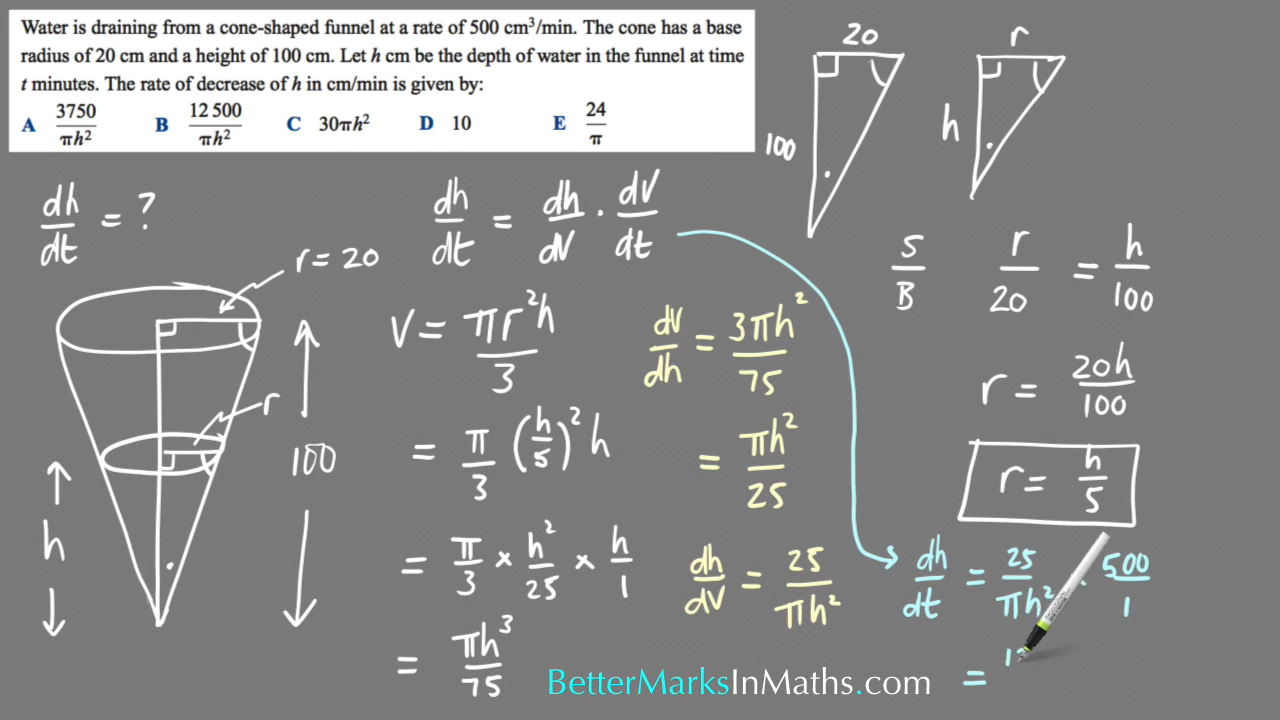 Water is draining from a cone-shaped funnel at a rate of 500 cm³/min. The cone has a base
radius of 20 cm and a height of 100 cm. Let h cm be the depth of water in the funnel at time
t minutes. The rate of decrease of h in cm/min is given by:
A 3750/πh² B 12 500/πh² C 30πh² D 10 E 24/π
20
100
r
h
dh/dt = ?
dh/dt = dh/dV · dV/dt
r = 20
r
100
h
V = πr²h/3
= π/3 (h/5)² h
= π/3 × h²/25 × h/1
= πh³/75
dV/dh = 3πh²/75
= πh²/25
dh/dV = 25/πh²
S/B r/20 = h/100
r = 20h/100
r = h/5
dh/dt = 25/πh² · 500/1
= 1
BetterMarksInMaths.com